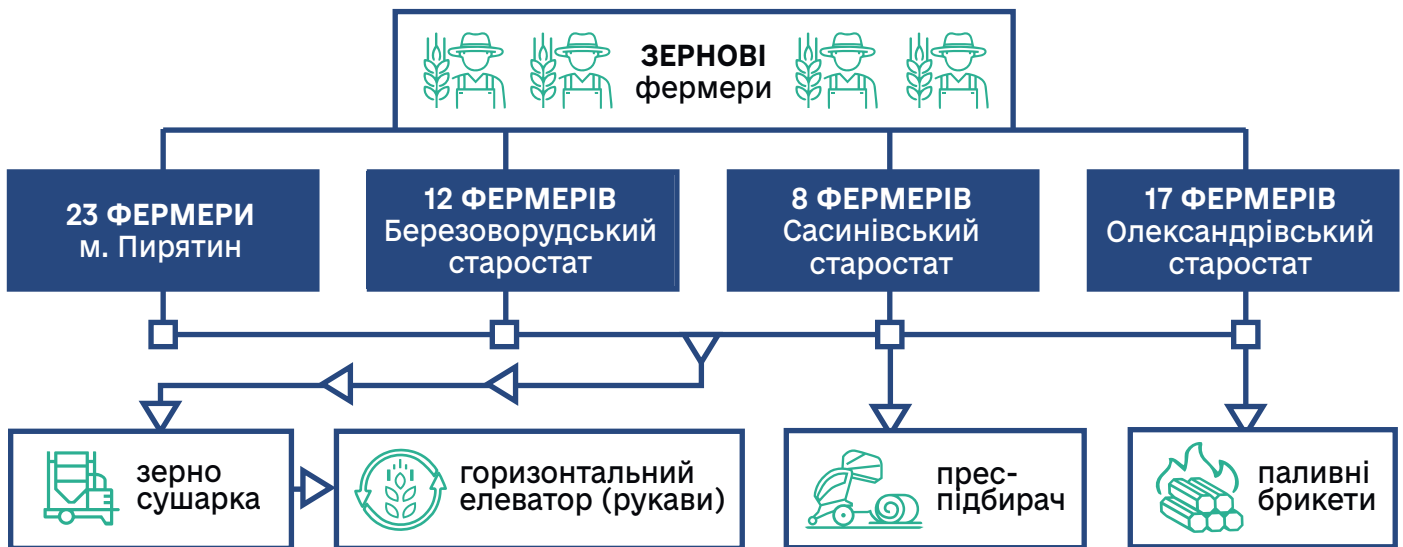 ЗЕРНОВІ
фермери
23 ФЕРМЕРИ
м. Пирятин
12 ФЕРМЕРІВ
Березоворудський
старостат
8 ФЕРМЕРІВ
Сасинівський
старостат
17 ФЕРМЕРІВ
Олександрівський
старостат
зерно
сушарка
горизонтальний
елеватор (рукави)
прес-
підбирач
паливні
брикети